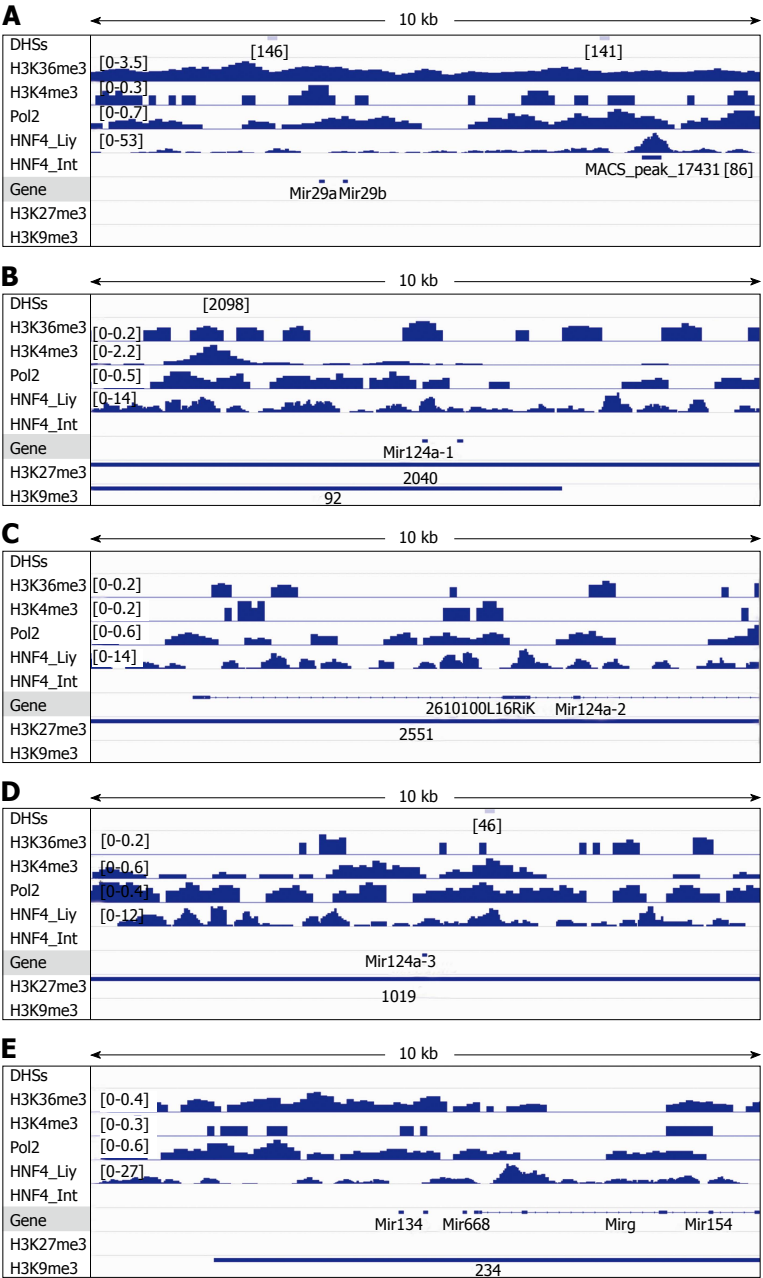 A
10 kb
DHSs
[146] [141]
H3K36me3 [0-3.5]
H3K4me3 [0-0.3]
Pol2 [0-0.7]
HNF4_Liy [0-53]
HNF4_Int MACS_peak_17431 [86]
Gene
Mir29a Mir29b
H3K27me3
H3K9me3
B
10 kb
DHSs [2098]
H3K36me3 [0-0.2]
H3K4me3 [0-2.2]
Pol2 [0-0.5]
HNF4_Liy [0-14]
HNF4_Int
Gene Mir124a-1
H3K27me3
2040
H3K9me3 92
C
10 kb
DHSs
H3K36me3 [0-0.2]
H3K4me3 [0-0.2]
Pol2 [0-0.6]
HNF4_Liy [0-14]
HNF4_Int
Gene 2610100L16RiK Mir124a-2
H3K27me3
2551
H3K9me3
D
10 kb
DHSs
[46]
H3K36me3 [0-0.2]
H3K4me3 [0-0.6]
Pol2 [0-0.4]
HNF4_Liy [0-12]
HNF4_Int
Gene Mir124a-3
H3K27me3
1019
H3K9me3
E
10 kb
DHSs
H3K36me3 [0-0.4]
H3K4me3 [0-0.3]
Pol2 [0-0.6]
HNF4_Liy [0-27]
HNF4_Int
Gene Mir134 Mir668 Mirg Mir154
H3K27me3
H3K9me3 234